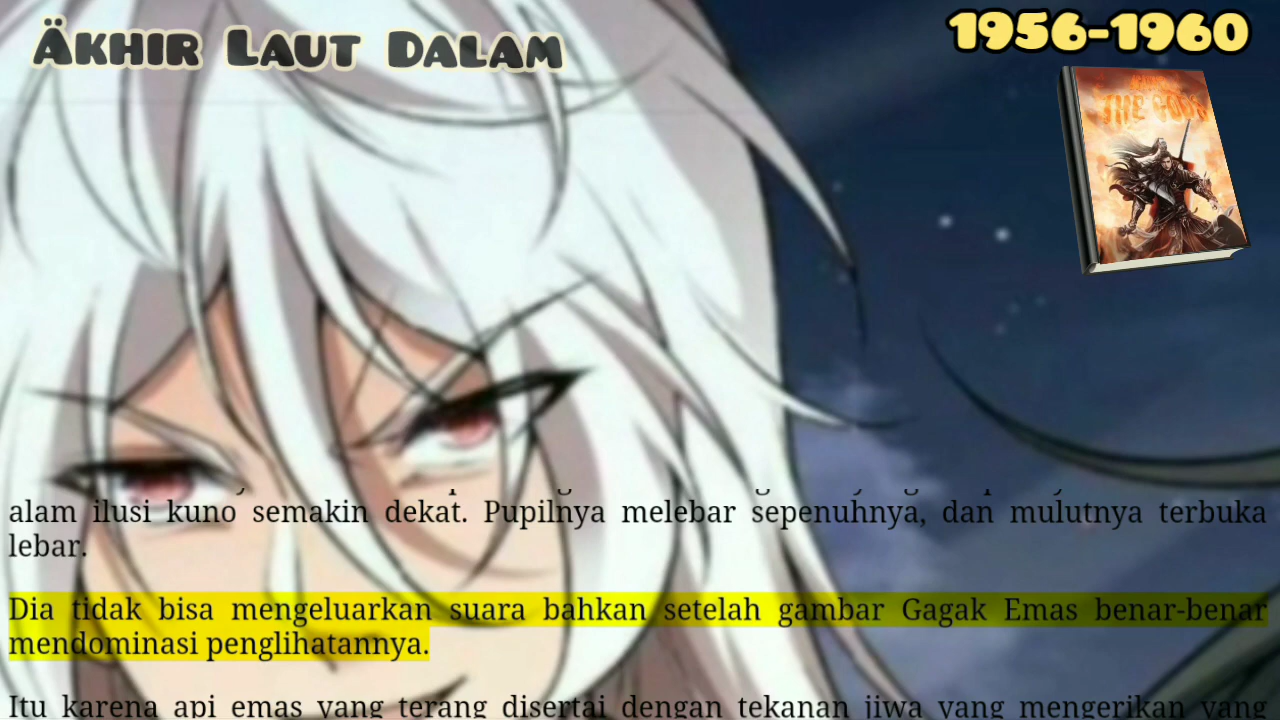 ÄKHIR LAUT DALAM
1956-1960
THE GODS
alam ilusi kuno semakin dekat. Pupilnya melebar sepenuhnya, dan mulutnya terbuka
lebar.
Dia tidak bisa mengeluarkan suara bahkan setelah gambar Gagak Emas benar-benar
mendominasi penglihatannya.
Itu karena api emas yang terang disertai dengan tekanan jiwa yang mengerikan yang